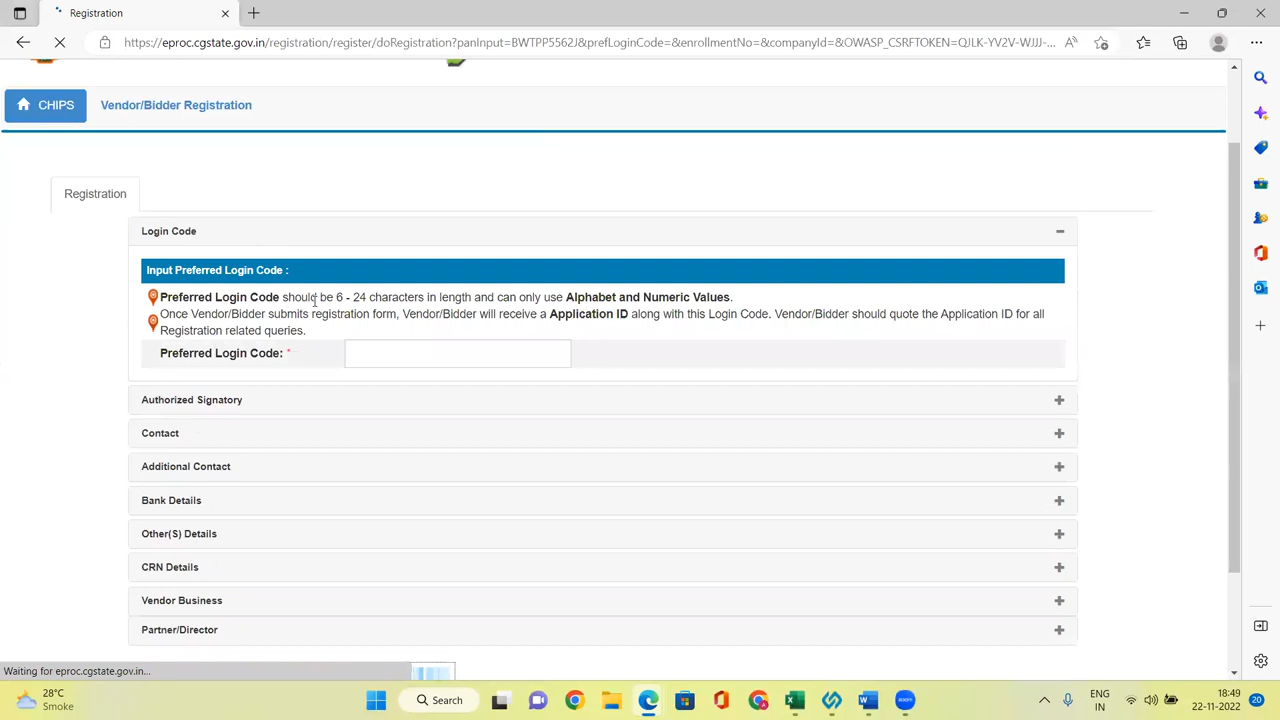 Registration
https://eproc.cgstate.gov.in/registration/register/doRegistration?panInput=BWTPP5562J&prefLoginCode=&enrollmentNo=&companyId=&OWASP_CSRFTOKEN=QJLK-YV2V-WJJJ-...
CHIPS Vendor/Bidder Registration
Registration
Login Code
Input Preferred Login Code :
Preferred Login Code should be 6 - 24 characters in length and can only use Alphabet and Numeric Values.
Once Vendor/Bidder submits registration form, Vendor/Bidder will receive a Application ID along with this Login Code. Vendor/Bidder should quote the Application ID for all
Registration related queries.
Preferred Login Code: *
Authorized Signatory
Contact
Additional Contact
Bank Details
Other(S) Details
CRN Details
Vendor Business
Partner/Director
Waiting for eproc.cgstate.gov.in...
28°C
Smoke
Search
ENG
IN
18:49
22-11-2022
20